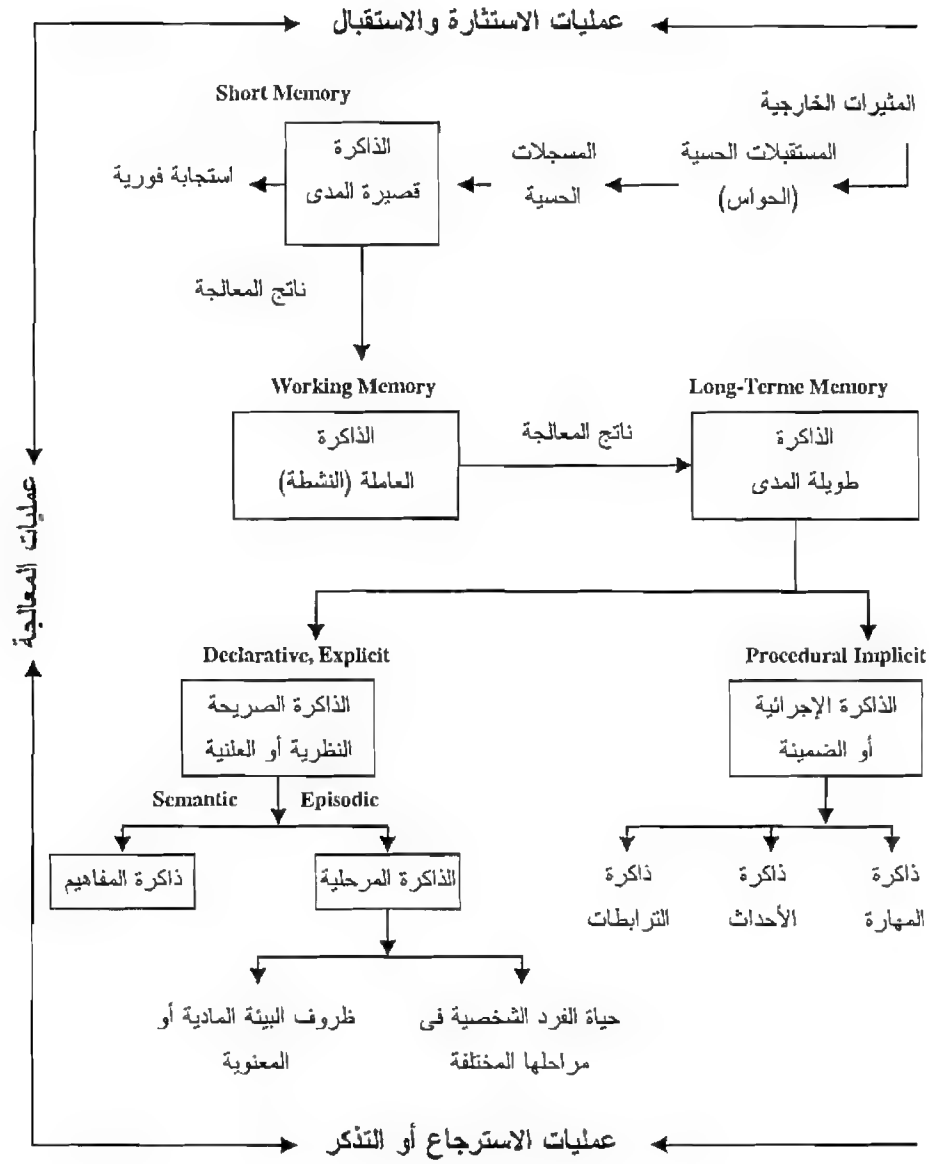 عمليات الاستثارة والاستقبال
Short Memory
المثيرات الخارجية
الذاكرة
قصيرة المدى
المسجلات
الحسية
المستقبلات الحسية
(الحواس)
استجابة فورية
ناتج المعالجة
Working Memory
Long-Terme Memory
الذاكرة
العاملة (النشطة)
ناتج المعالجة
الذاكرة
طويلة المدى
عمليات المعالجة
Declarative, Explicit
Procedural Implicit
الذاكرة الصريحة
النظرية أو العلنية
الذاكرة الإجرائية
أو الضمينة
Semantic
Episodic
ذاكرة المفاهيم
الذاكرة المرحلية
ذاكرة
الترابطات
ذاكرة
الأحداث
ذاكرة
المهارة
ظروف البيئة المادية أو
المعنوية
حياة الفرد الشخصية فى
مراحلها المختلفة
عمليات الاسترجاع أو التذكر